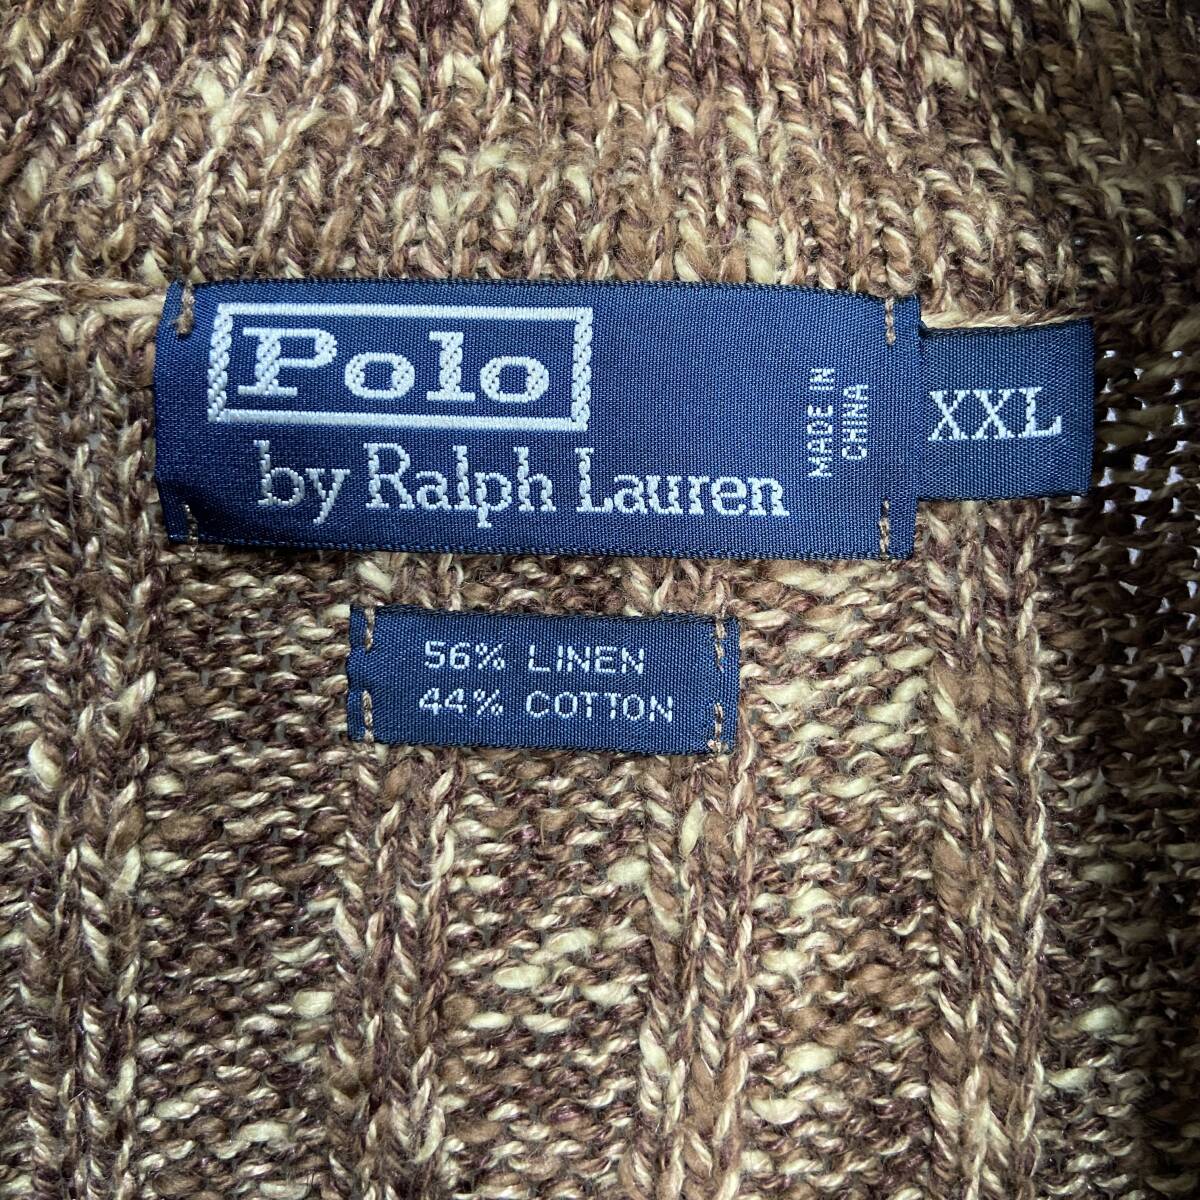 Polo
by Ralph Lauren
MADE IN
CHINA
XXL
56% LINEN
44% COTTON